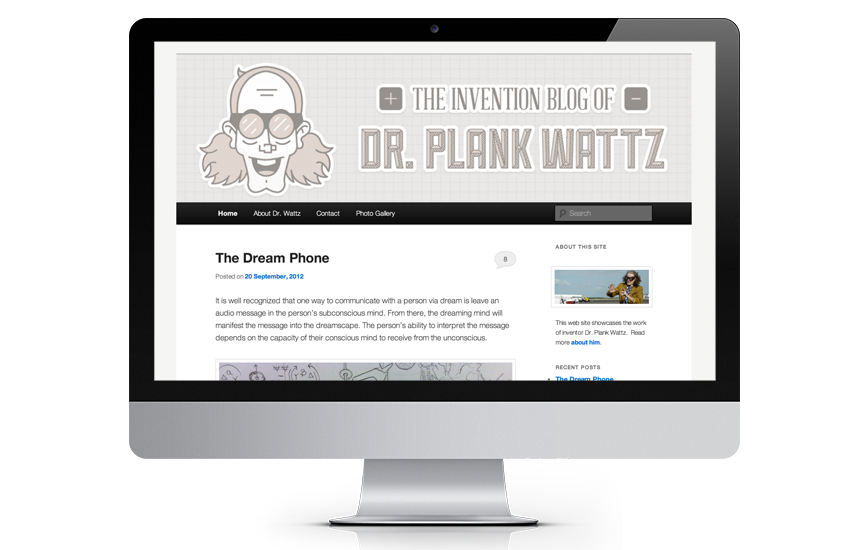 THE INVENTION BLOG OF
DR. PLANK WATTZ
Home About Dr. Wattz Contact Photo Gallery Search
The Dream Phone
8
Posted on 20 September, 2012
It is well recognized that one way to communicate with a person via dream is leave an
audio message in the person's subconscious mind. From there, the dreaming mind will
manifest the message into the dreamscape. The person's ability to interpret the message
depends on the capacity of their conscious mind to receive from the unconscious.
ABOUT THIS SITE
This web site showcases the work
of inventor Dr. Plank Wattz. Read
more about him.
RECENT POSTS
The Dream Phone